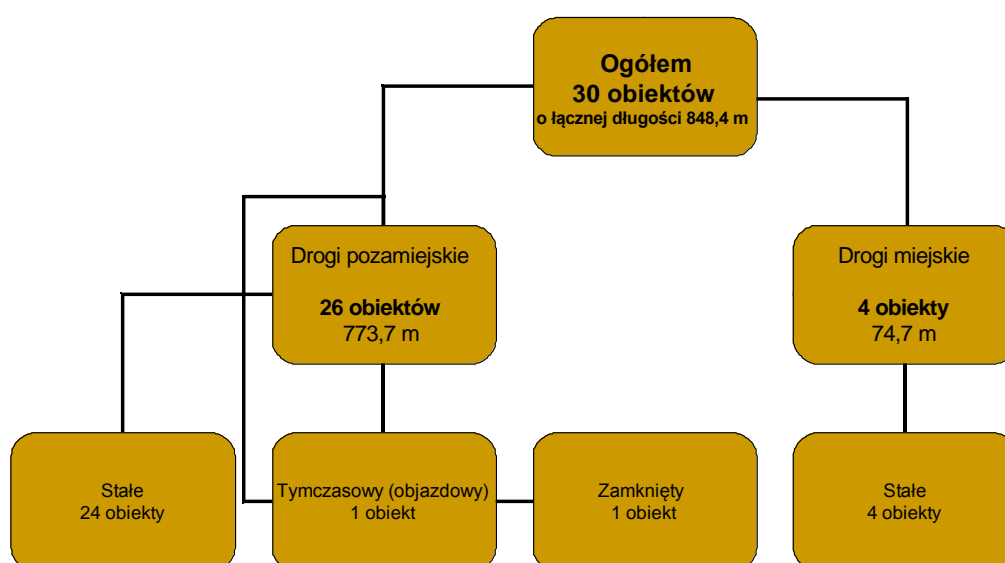 Ogółem
30 obiektów
o łącznej długości 848,4 m
Drogi pozamiejskie
26 obiektów
773,7 m
Drogi miejskie
4 obiekty
74,7 m
Stałe
24 obiekty
Tymczasowy (objazdowy)
1 obiekt
Zamknięty
1 obiekt
Stałe
4 obiekty